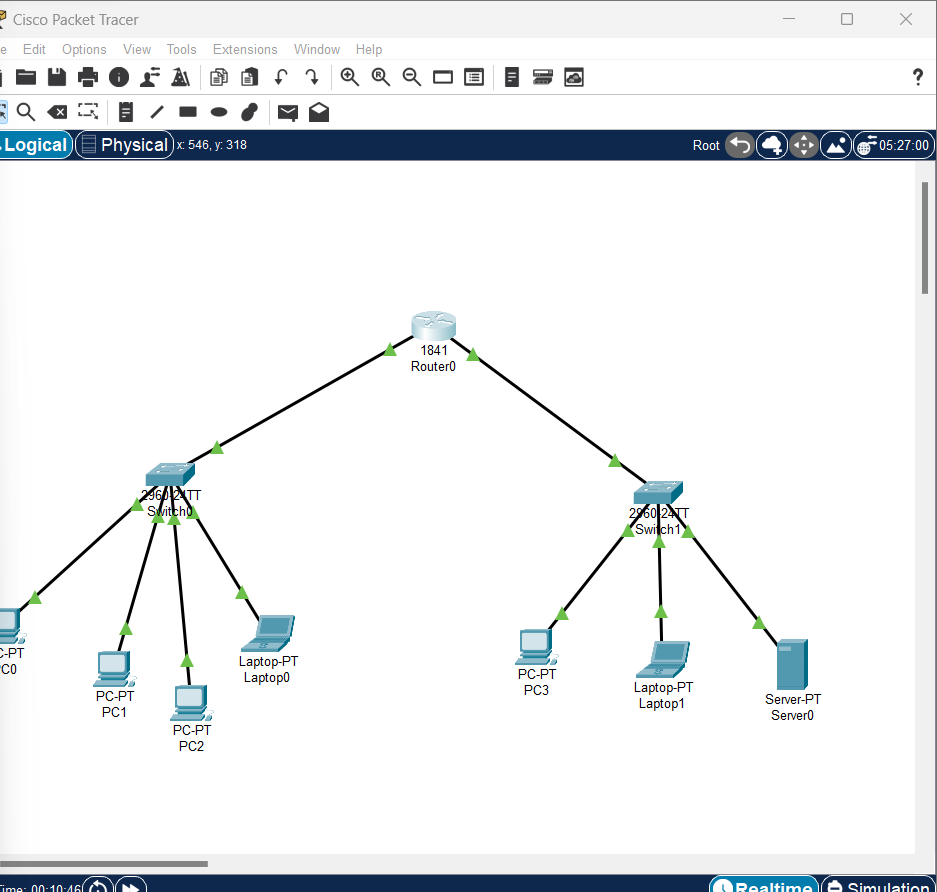 Cisco Packet Tracer
e Edit Options View Tools Extensions Window Help
?
Logical Physical x: 546, y: 318 Root 05:27:00
1841
Router0
2960-24TT
Switch0
2960-24TT
Switch1
C-PT
C0
PC-PT
PC1
PC-PT
PC2
Laptop-PT
Laptop0
PC-PT
PC3
Laptop-PT
Laptop1
Server-PT
Server0
Time: 00:10:46 Realtime Simulation